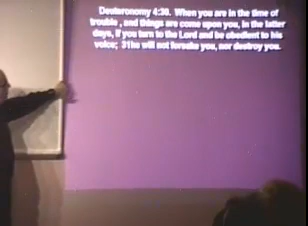 Deuteronomy 4:30. When you are in the time of
trouble , and things are come upon you, in the latter
days, if you turn to the Lord and be obedient to his
voice; 31he will not forsake you, nor destroy you.